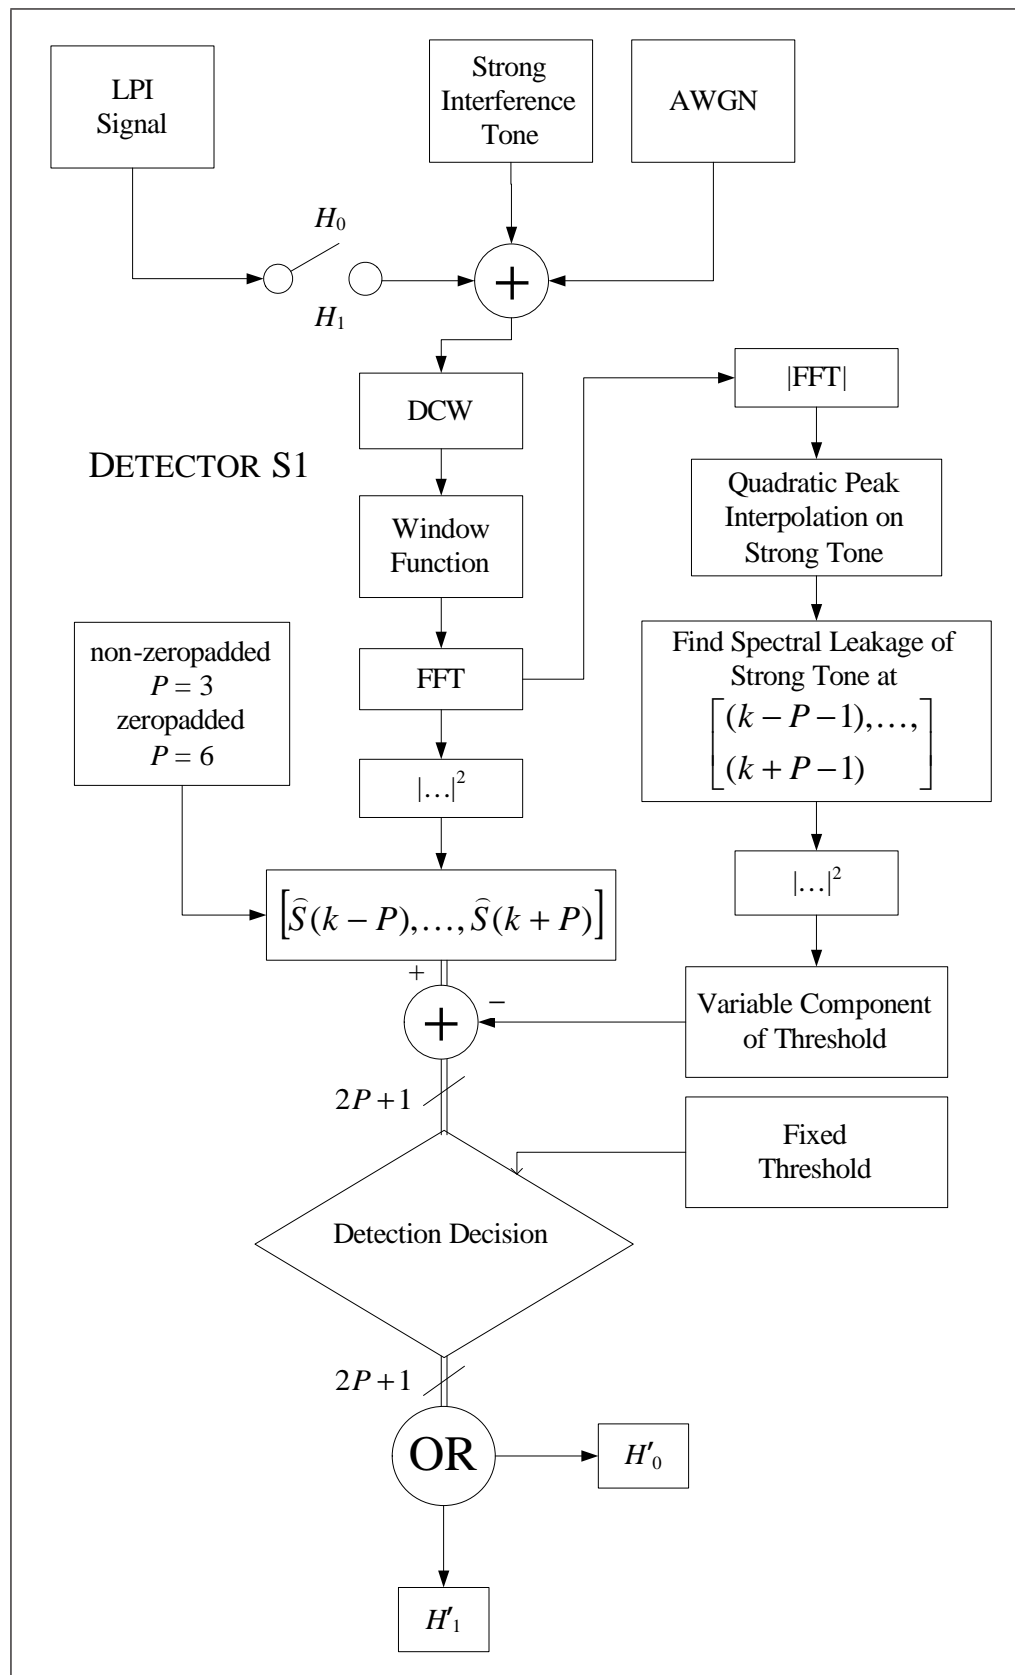 LPI
Signal
Strong
Interference
Tone
AWGN
H₀
H₁
+
DCW
|FFT|
DETECTOR S1
Window
Function
Quadratic Peak
Interpolation on
Strong Tone
non-zeropadded
P = 3
zeropadded
P = 6
FFT
Find Spectral Leakage of
Strong Tone at
[(k − P − 1),…,
(k + P − 1)]
|…|²
|…|²
[Ŝ(k − P),…, Ŝ(k + P)]
+
−
+
Variable Component
of Threshold
2P + 1
Fixed
Threshold
Detection Decision
2P + 1
OR
H′₀
H′₁